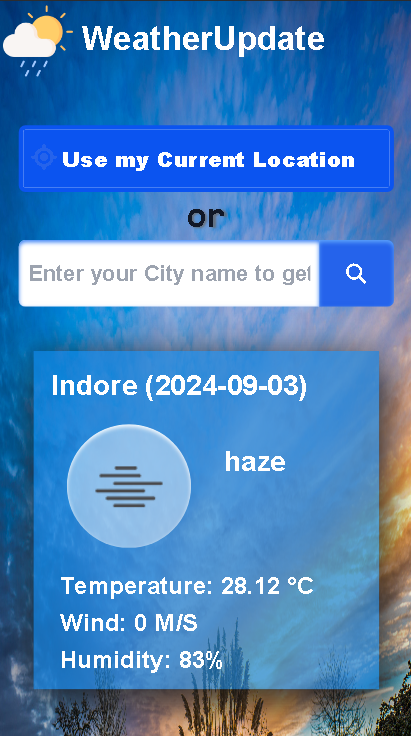 WeatherUpdate
Use my Current Location
or
Enter your City name to get
Indore (2024-09-03)
haze
Temperature: 28.12 °C
Wind: 0 M/S
Humidity: 83%